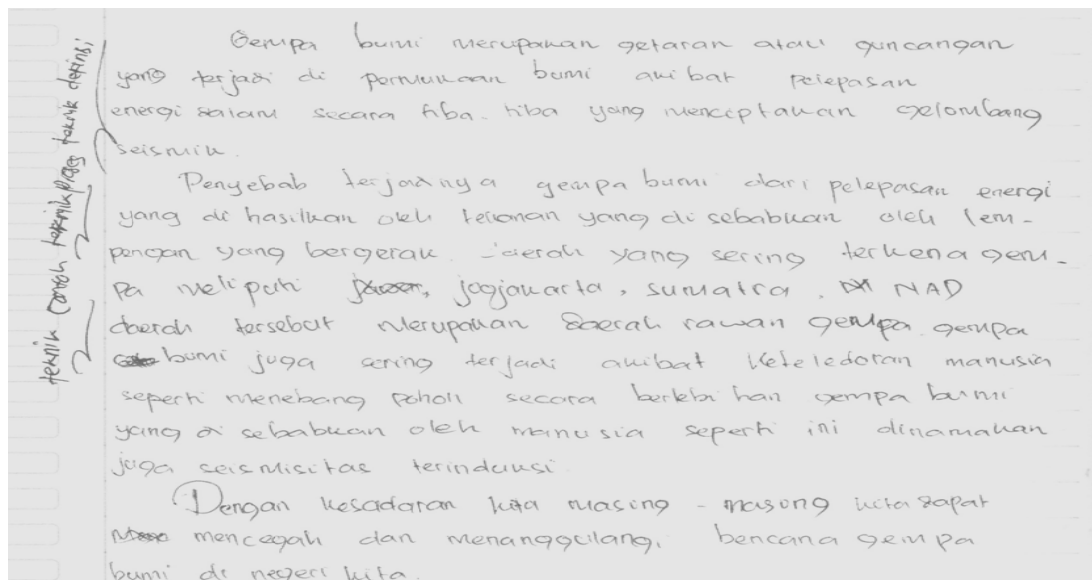 Gempa bumi merupakan getaran atau guncangan
yang terjadi di permukaan bumi akibat pelepasan
energi dalam secara tiba-tiba yang menciptakan gelombang
seismik.
Penyebab terjadinya gempa bumi dari pelepasan energi
yang di hasilkan oleh tekanan yang di sebabkan oleh lem-
pengan yang bergerak. daerah yang sering terkena gem-
pa meliputi jogjakarta, sumatra, NAD
daerah tersebut merupakan daerah rawan gempa. gempa
bumi juga sering terjadi akibat keteledoran manusia
seperti menebang pohon secara berlebihan gempa bumi
yang di sebabkan oleh manusia seperti ini dinamakan
juga seismisitas terinduksi.
Dengan kesadaran kita masing - masong kita dapat
mencegah dan menanggulangi bencana gempa
bumi di negeri kita.
teknik contoh teknik proses teknik definisi